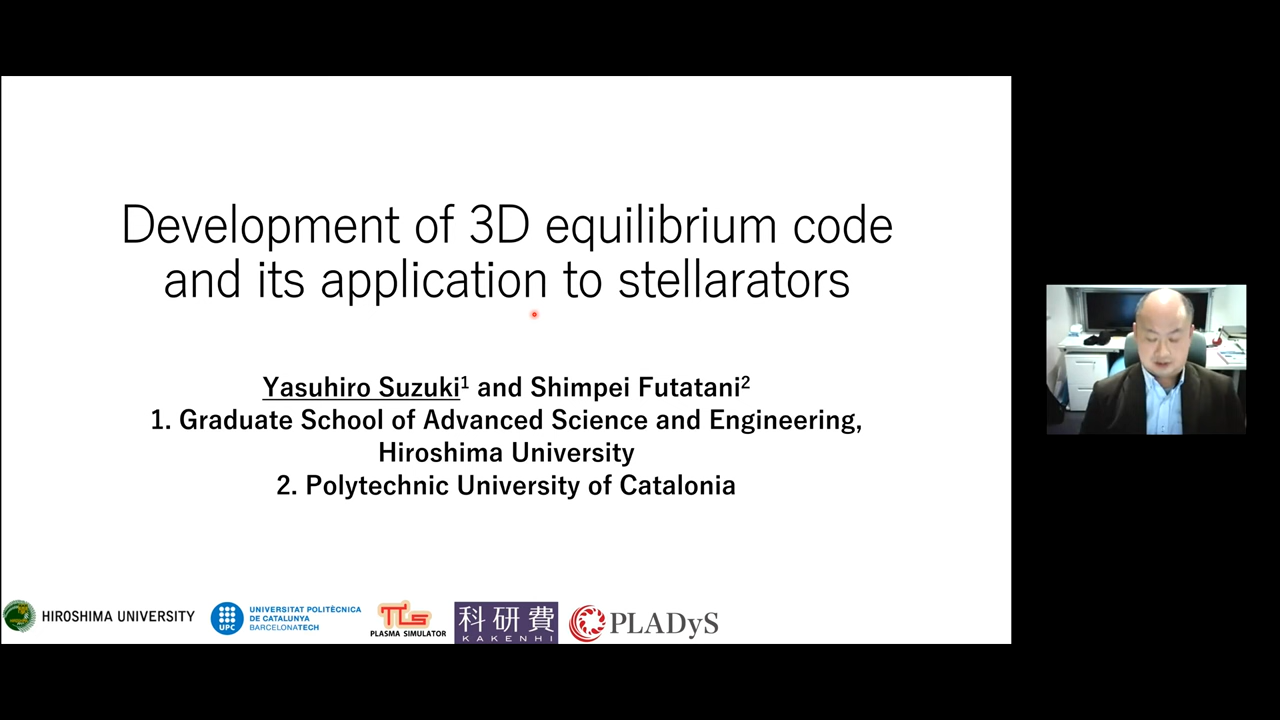 Development of 3D equilibrium code
and its application to stellarators
Yasuhiro Suzuki¹ and Shimpei Futatani²
1. Graduate School of Advanced Science and Engineering,
Hiroshima University
2. Polytechnic University of Catalonia
HIROSHIMA UNIVERSITY
UPC
UNIVERSITAT POLITÈCNICA
DE CATALUNYA
BARCELONATECH
PLASMA SIMULATOR
科研費
KAKENHI
PLADyS